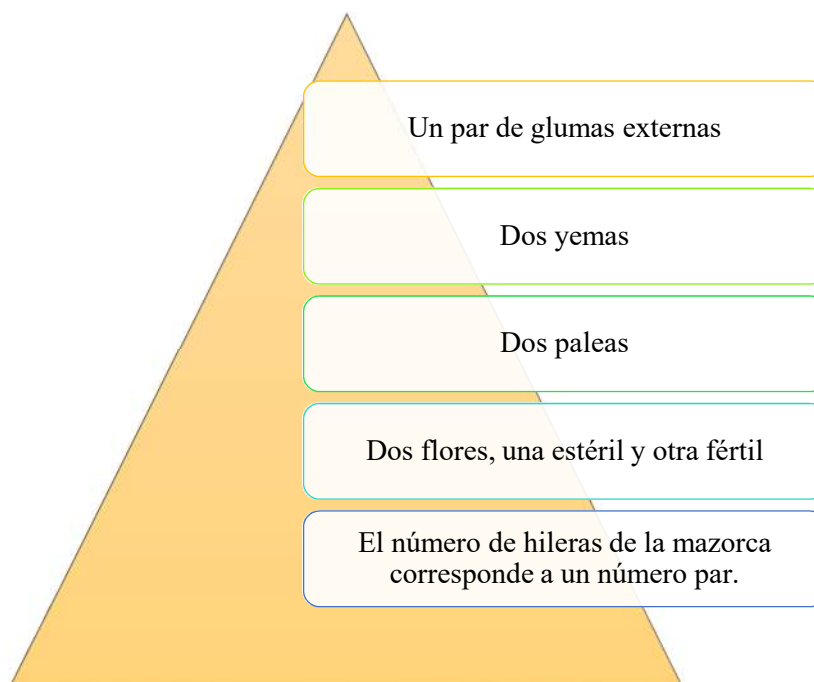 Un par de glumas externas
Dos yemas
Dos paleas
Dos flores, una estéril y otra fértil
El número de hileras de la mazorca
corresponde a un número par.